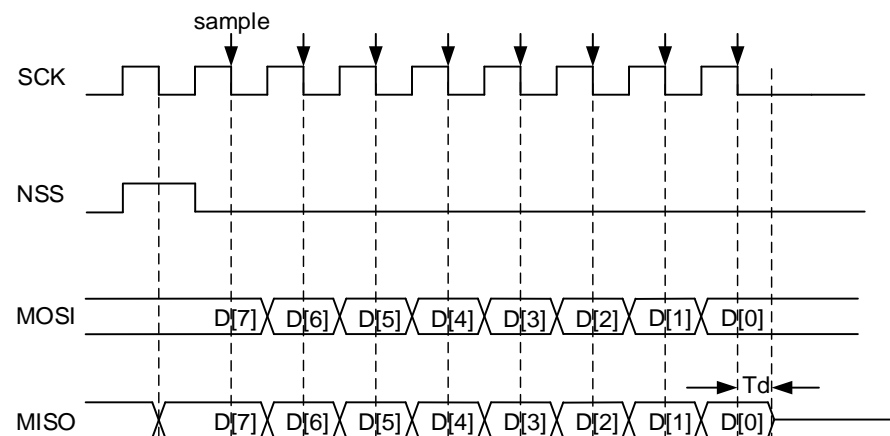 sample
SCK
NSS
MOSI D[7] D[6] D[5] D[4] D[3] D[2] D[1] D[0]
Td
MISO D[7] D[6] D[5] D[4] D[3] D[2] D[1] D[0]